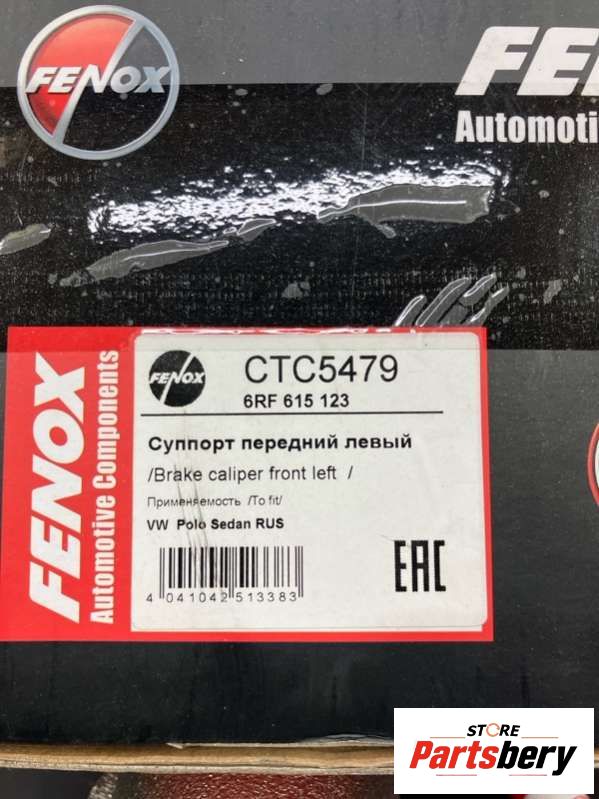 FENOX
FE
Automoti
FENOX
Automotive Components
FENOX
CTC5479
6RF 615 123
Суппорт передний левый
/Brake caliper front left /
Применяемость /To fit/
VW Polo Sedan RUS
4 041042 513383
EAC
STORE
Partsbery